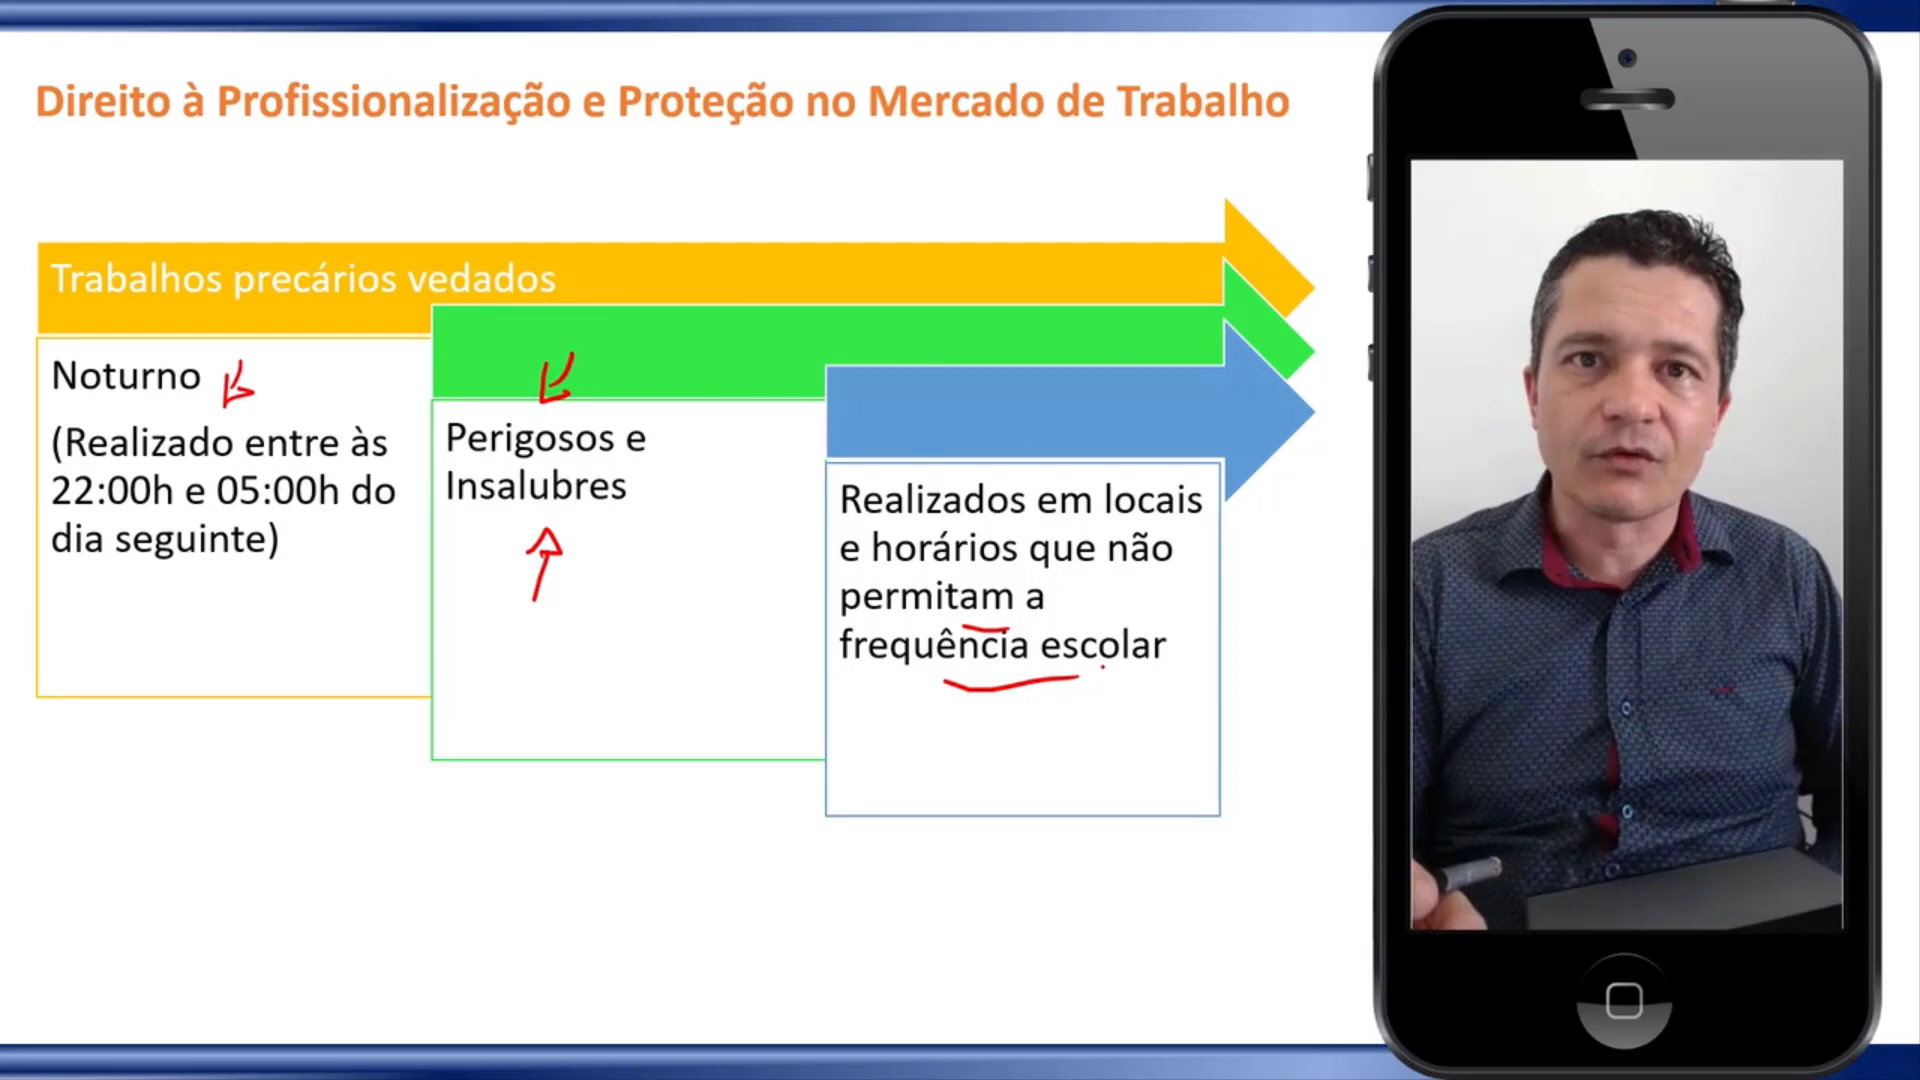 Direito à Profissionalização e Proteção no Mercado de Trabalho
Trabalhos precários vedados
Noturno
(Realizado entre às
22:00h e 05:00h do
dia seguinte)
Perigosos e
Insalubres
Realizados em locais
e horários que não
permitam a
frequência escolar